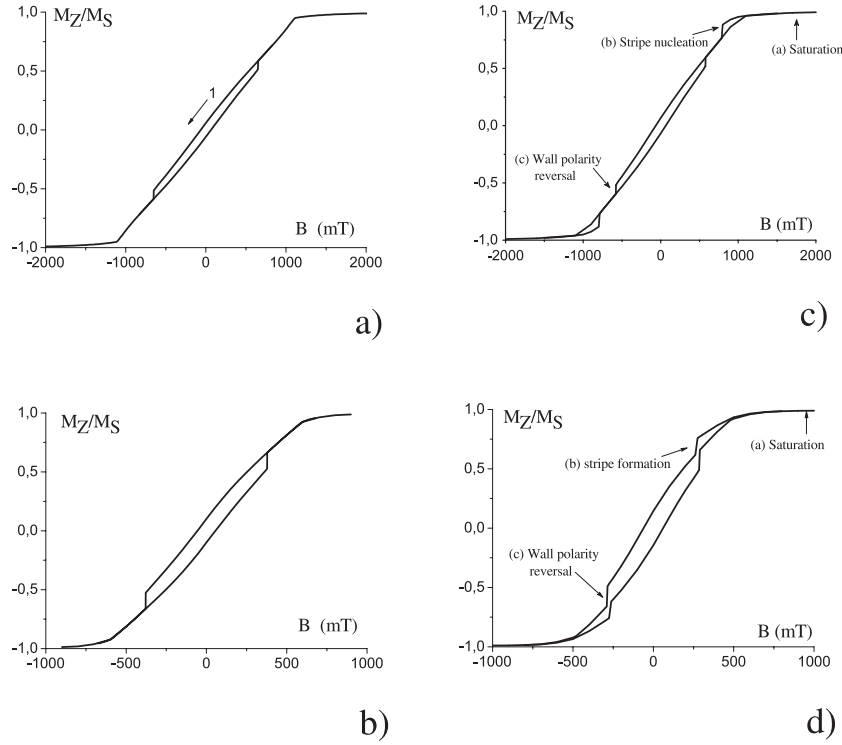 1,0
M_Z/M_S
0,5
1
0,0
-0,5
B (mT)
-1,0
-2000 -1000 0 1000 2000
a)
1,0
M_Z/M_S
(b) Stripe nucleation
(a) Saturation
0,5
0,0
(c) Wall polarity
reversal
-0,5
B (mT)
-1,0
-2000 -1000 0 1000 2000
c)
1,0
M_Z/M_S
0,5
0,0
-0,5
B (mT)
-1,0
-1000 -500 0 500 1000
b)
1,0
M_Z/M_S
(a) Saturation
(b) stripe formation
0,5
0,0
(c) Wall polarity
reversal
-0,5
B (mT)
-1,0
-1000 -500 0 500 1000
d)